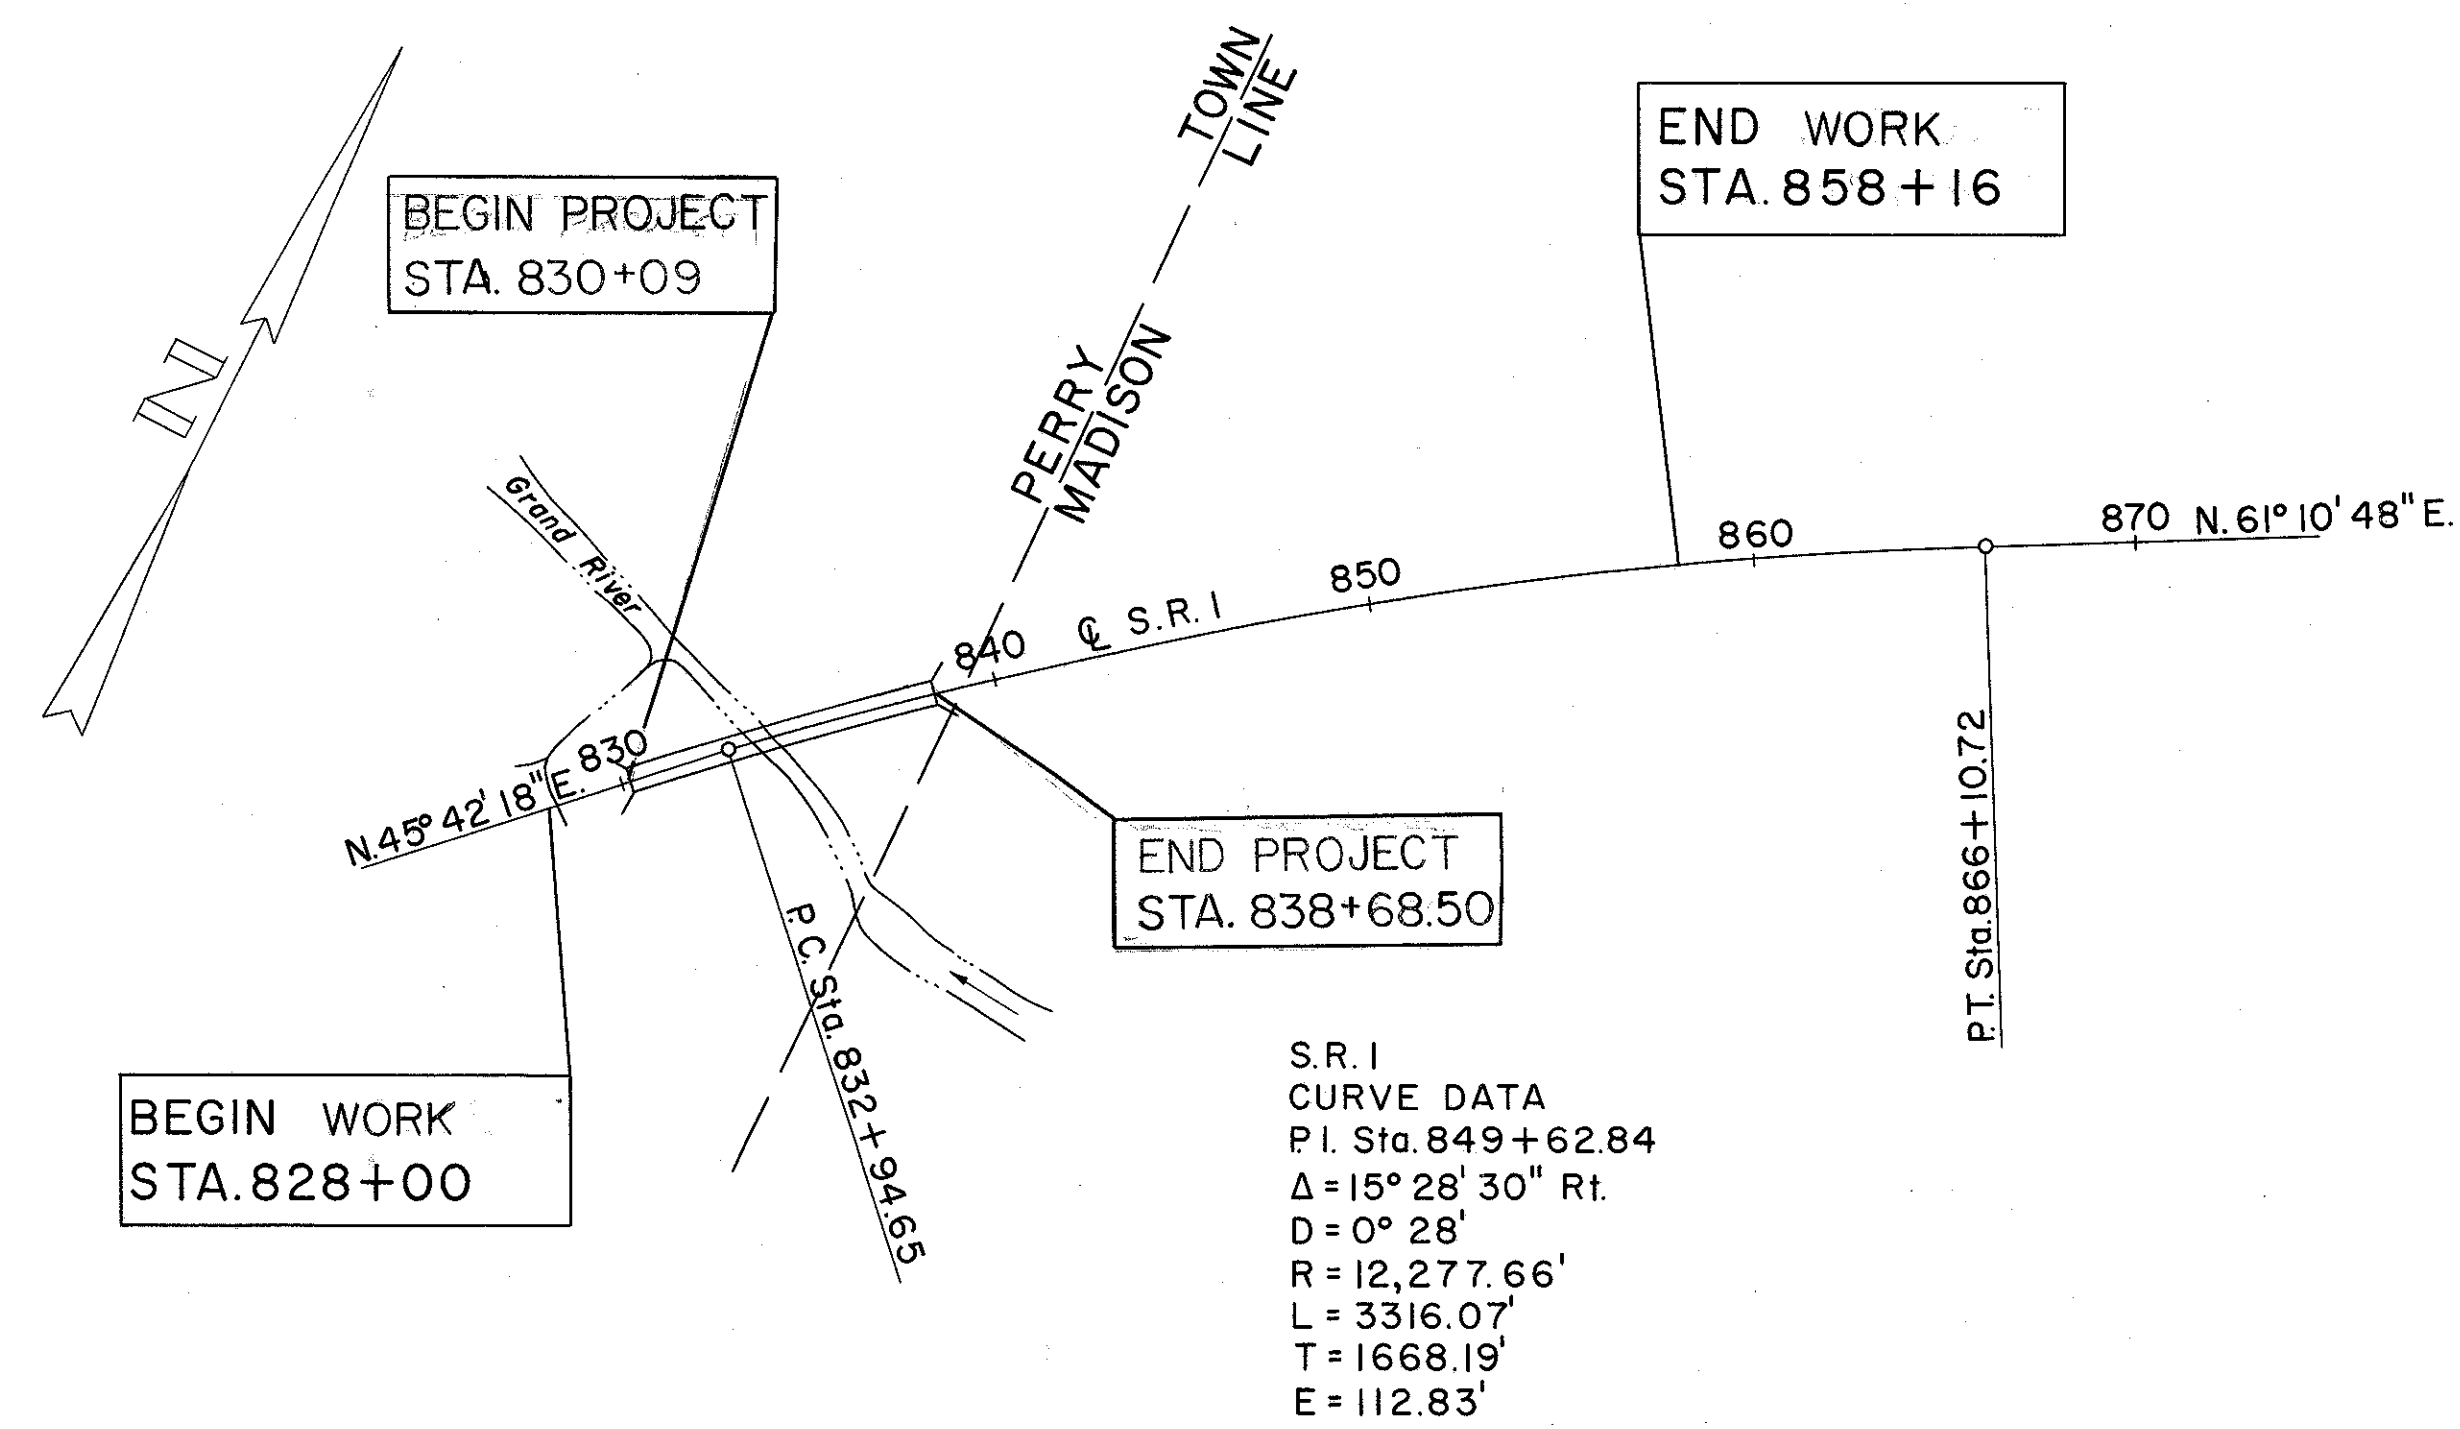 TOWN
LINE
END WORK
STA. 858+16
BEGIN PROJECT
STA. 830+09
N
PERRY
MADISON
Grand River
870
N. 61° 10' 48" E.
860
850
℄ S.R. 1
840
830
N. 45° 42' 18" E.
END PROJECT
STA. 838+68.50
P.T. Sta. 866+10.72
P.C. Sta. 832+94.65
BEGIN WORK
STA. 828+00
S.R. 1
CURVE DATA
P.I. Sta. 849+62.84
Δ = 15° 28' 30" Rt.
D = 0° 28'
R = 12,277.66'
L = 3316.07'
T = 1668.19'
E = 112.83'